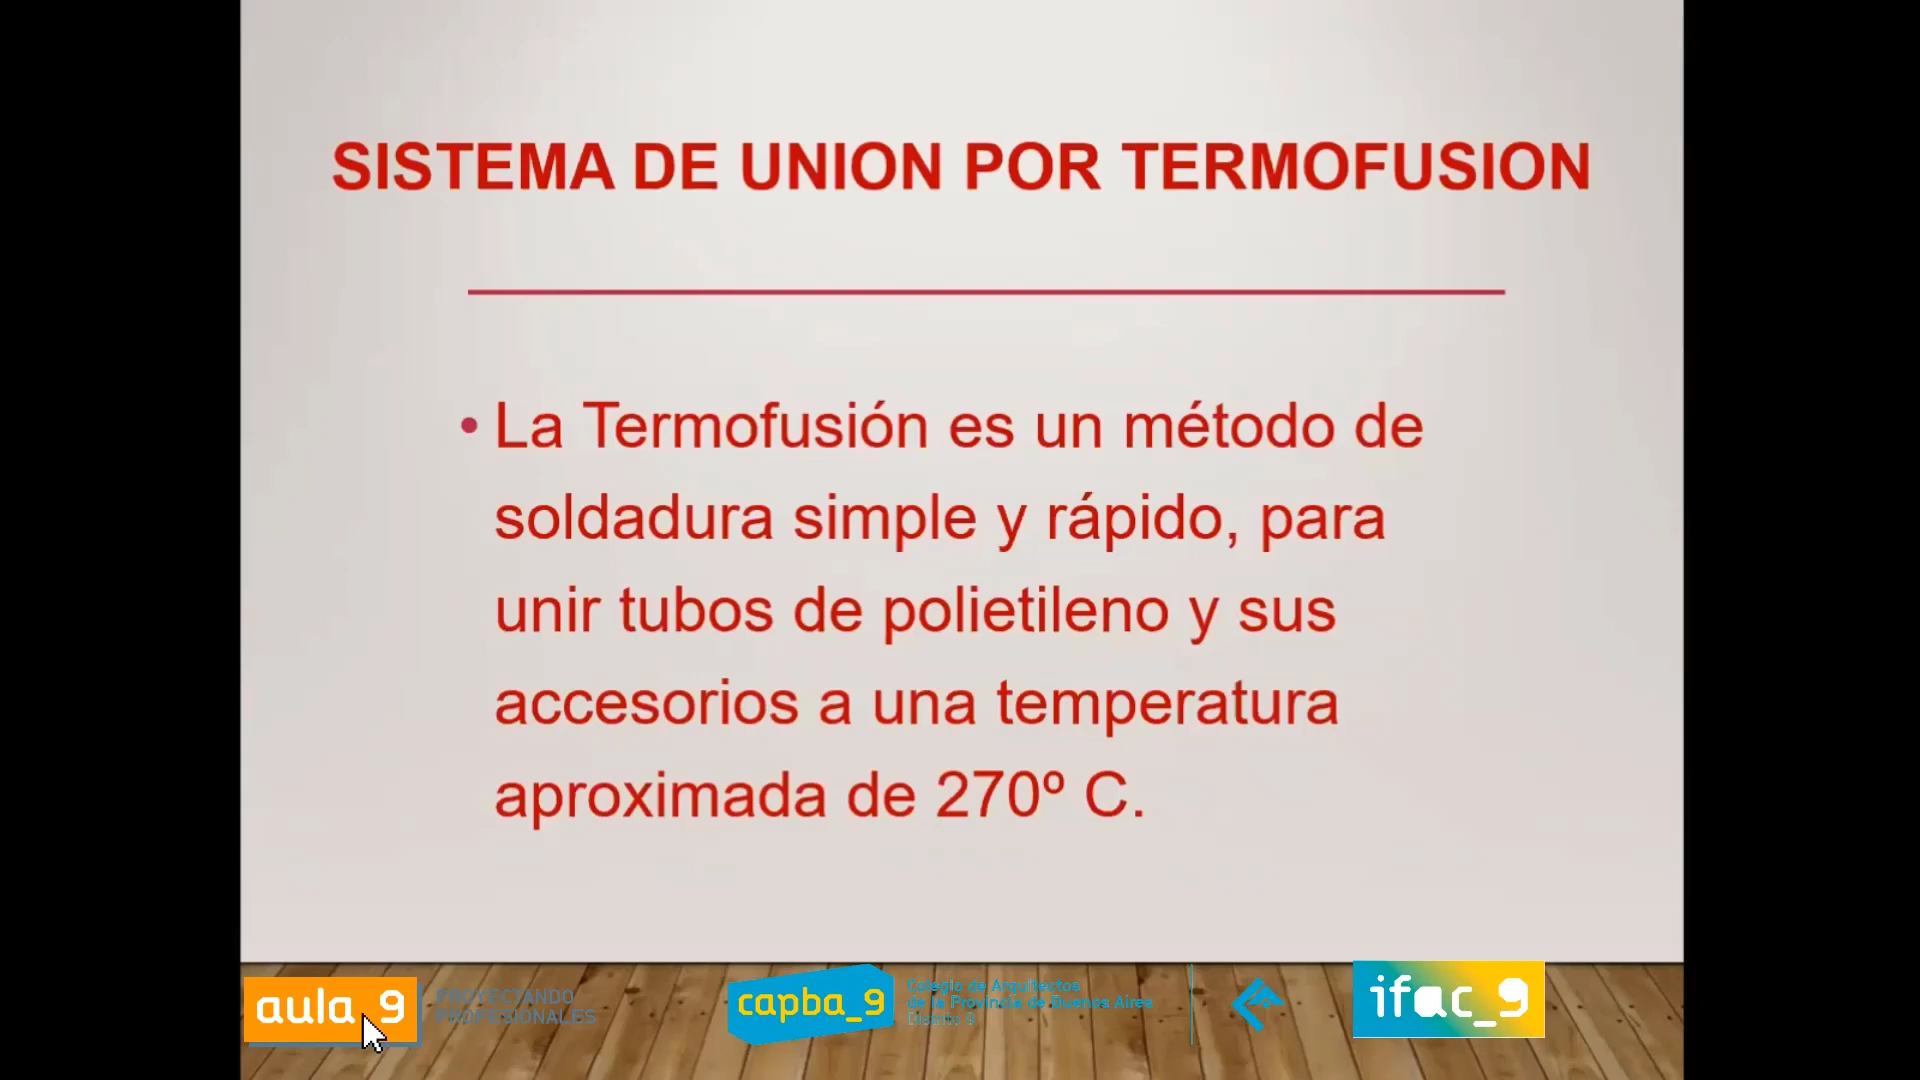 SISTEMA DE UNION POR TERMOFUSION
• La Termofusión es un método de
soldadura simple y rápido, para
unir tubos de polietileno y sus
accesorios a una temperatura
aproximada de 270º C.
aula_9
PROYECTANDO
PROFESIONALES
capba_9
Colegio de Arquitectos
de la Provincia de Buenos Aires
Distrito 9
ifac_9